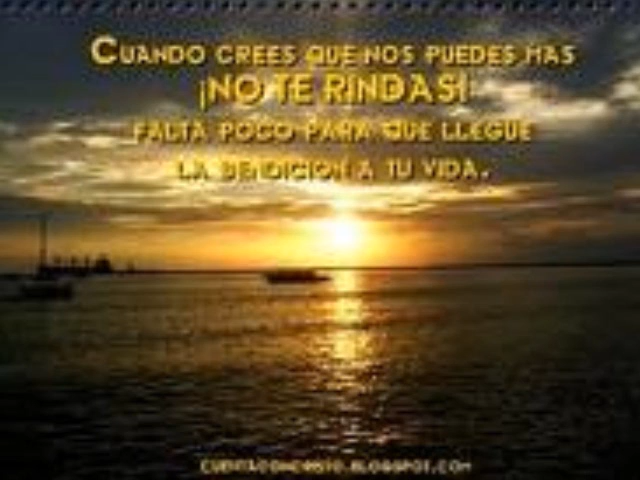 CUANDO CREES QUE NOS PUEDES MAS
¡NO TE RINDAS!
FALTA POCO PARA QUE LLEGUE
LA BENDICION A TU VIDA.
CUENTACONCRISTO.BLOGSPOT.COM